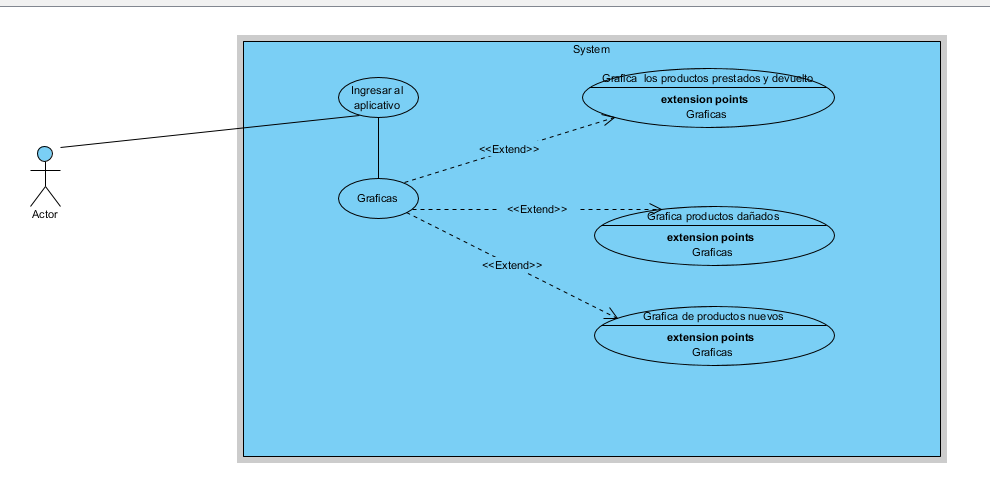 System
Ingresar al
aplicativo
Grafica los productos prestados y devuelto
extension points
Graficas
<<Extend>>
Actor
Graficas
<<Extend>>
Grafica productos dañados
extension points
Graficas
<<Extend>>
Grafica de productos nuevos
extension points
Graficas